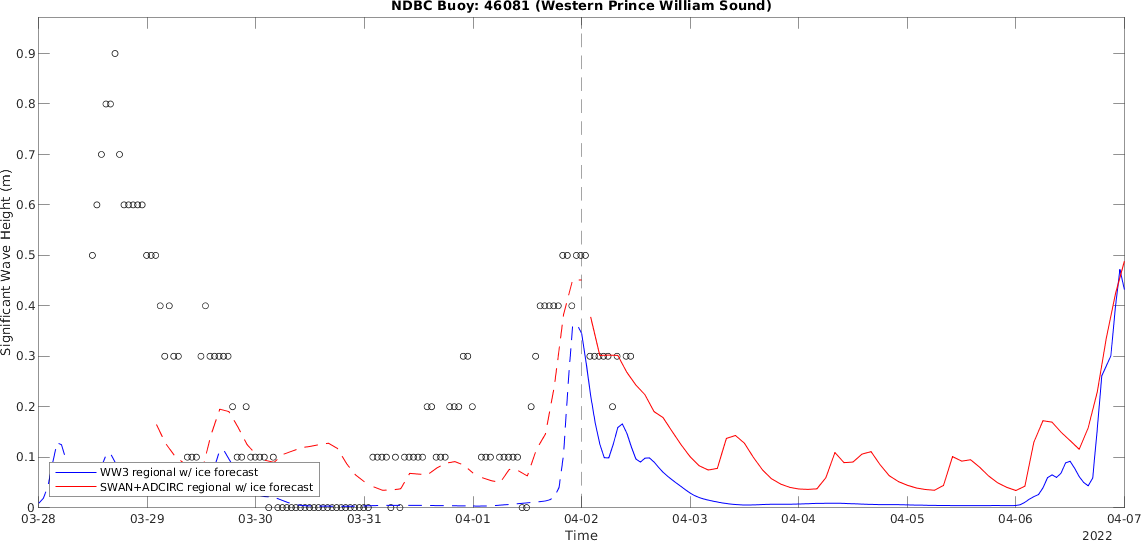 NDBC Buoy: 46081 (Western Prince William Sound)
Significant Wave Height (m)
0.9
0.8
0.7
0.6
0.5
0.4
0.3
0.2
0.1
0
WW3 regional w/ ice forecast
SWAN+ADCIRC regional w/ ice forecast
03-28 03-29 03-30 03-31 04-01 04-02 04-03 04-04 04-05 04-06 04-07
Time
2022